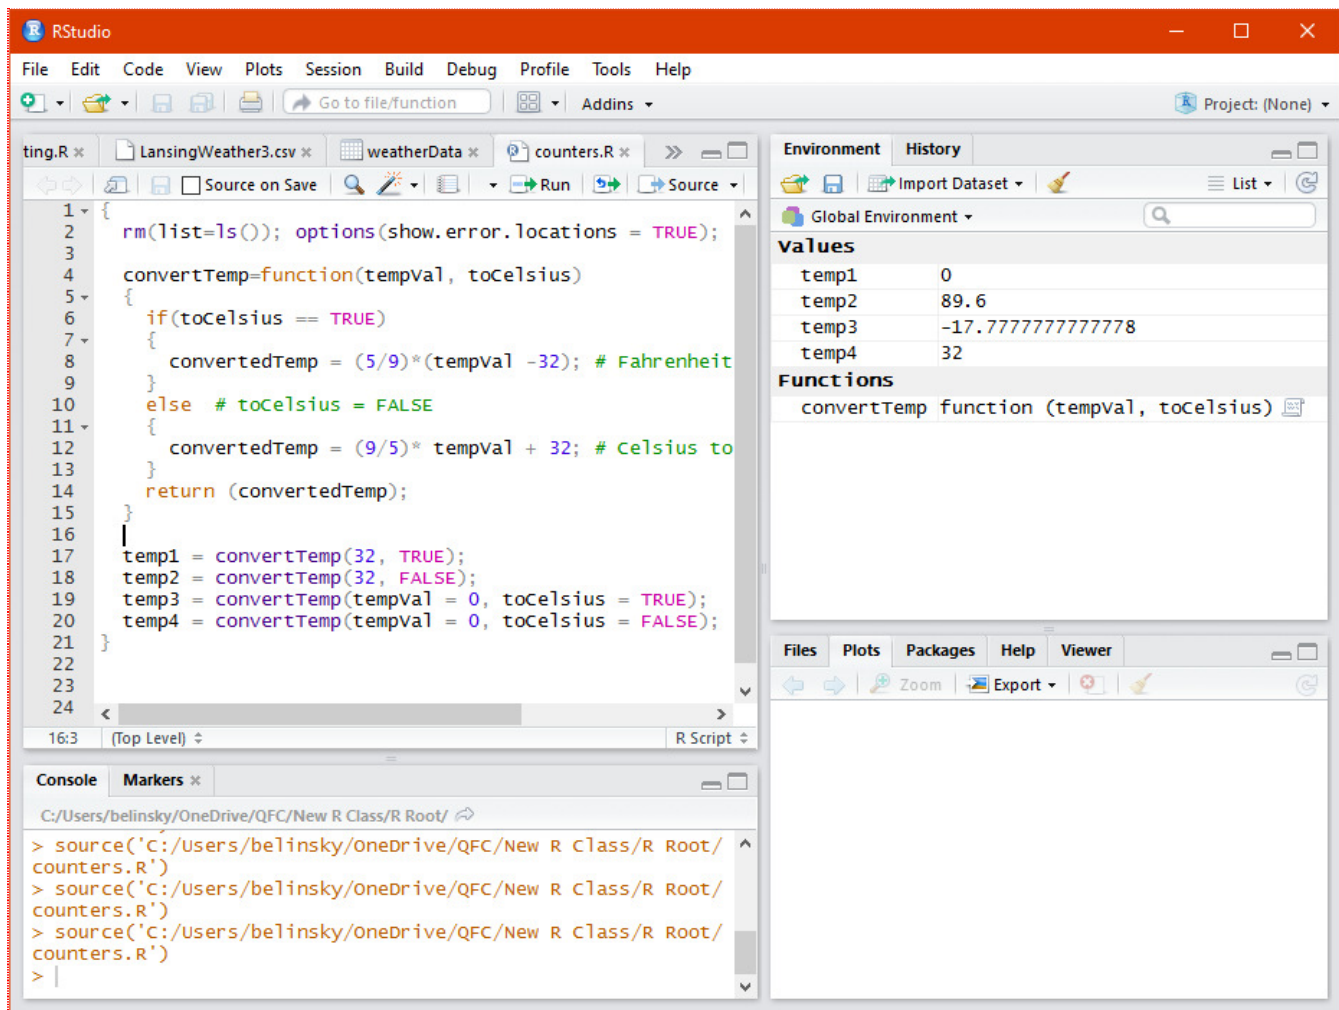 RStudio
File Edit Code View Plots Session Build Debug Profile Tools Help
Go to file/function Addins Project: (None)
ting.R LansingWeather3.csv weatherData counters.R
Source on Save Run Source
1 {
2 rm(list=ls()); options(show.error.locations = TRUE);
3
4 convertTemp=function(tempVal, toCelsius)
5 {
6 if(toCelsius == TRUE)
7 {
8 convertedTemp = (5/9)*(tempVal -32); # Fahrenheit
9 }
10 else # toCelsius = FALSE
11 {
12 convertedTemp = (9/5)* tempVal + 32; # Celsius to
13 }
14 return (convertedTemp);
15 }
16
17 temp1 = convertTemp(32, TRUE);
18 temp2 = convertTemp(32, FALSE);
19 temp3 = convertTemp(tempVal = 0, toCelsius = TRUE);
20 temp4 = convertTemp(tempVal = 0, toCelsius = FALSE);
21 }
22
23
24
16:3 (Top Level) R Script
Console Markers
C:/Users/belinsky/OneDrive/QFC/New R Class/R Root/
> source('C:/Users/belinsky/OneDrive/QFC/New R Class/R Root/
counters.R')
> source('C:/Users/belinsky/OneDrive/QFC/New R Class/R Root/
counters.R')
> source('C:/Users/belinsky/OneDrive/QFC/New R Class/R Root/
counters.R')
>
Environment History
Import Dataset List
Global Environment
Values
temp1 0
temp2 89.6
temp3 -17.7777777777778
temp4 32
Functions
convertTemp function (tempVal, toCelsius)
Files Plots Packages Help Viewer
Zoom Export